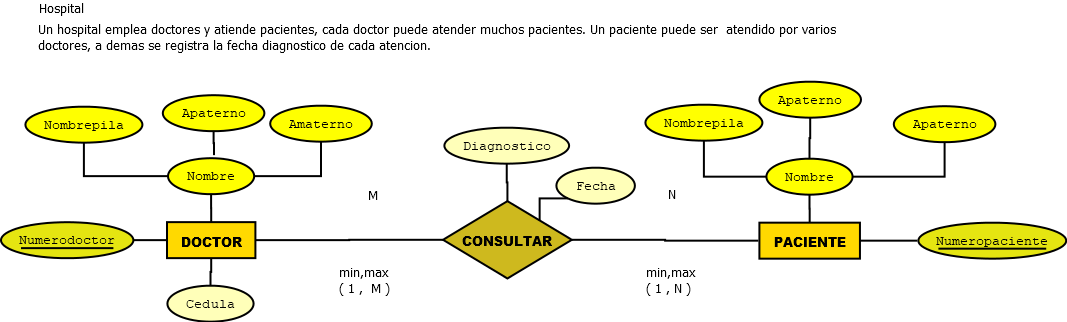 Hospital
Un hospital emplea doctores y atiende pacientes, cada doctor puede atender muchos pacientes. Un paciente puede ser atendido por varios
doctores, a demas se registra la fecha diagnostico de cada atencion.
Nombrepila
Apaterno
Amaterno
Nombre
Numerodoctor
DOCTOR
Cedula
M
min,max
( 1 , M )
Diagnostico
Fecha
CONSULTAR
N
min,max
( 1 , N )
Nombrepila
Apaterno
Apaterno
Nombre
PACIENTE
Numeropaciente